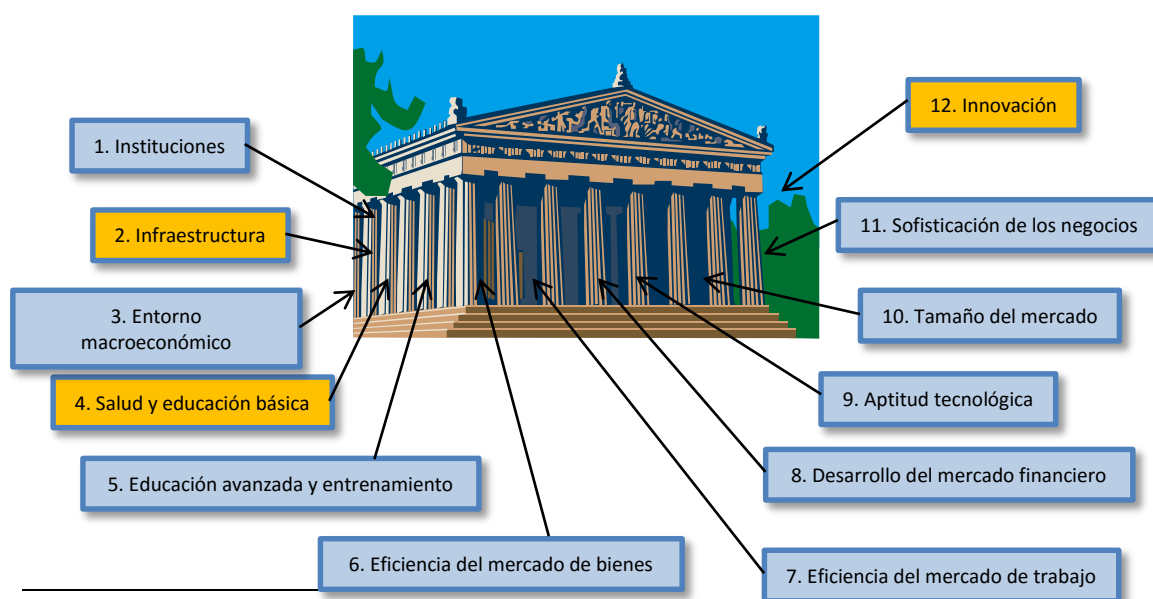 1. Instituciones
2. Infraestructura
3. Entorno
macroeconómico
4. Salud y educación básica
5. Educación avanzada y entrenamiento
6. Eficiencia del mercado de bienes
7. Eficiencia del mercado de trabajo
8. Desarrollo del mercado financiero
9. Aptitud tecnológica
10. Tamaño del mercado
11. Sofisticación de los negocios
12. Innovación